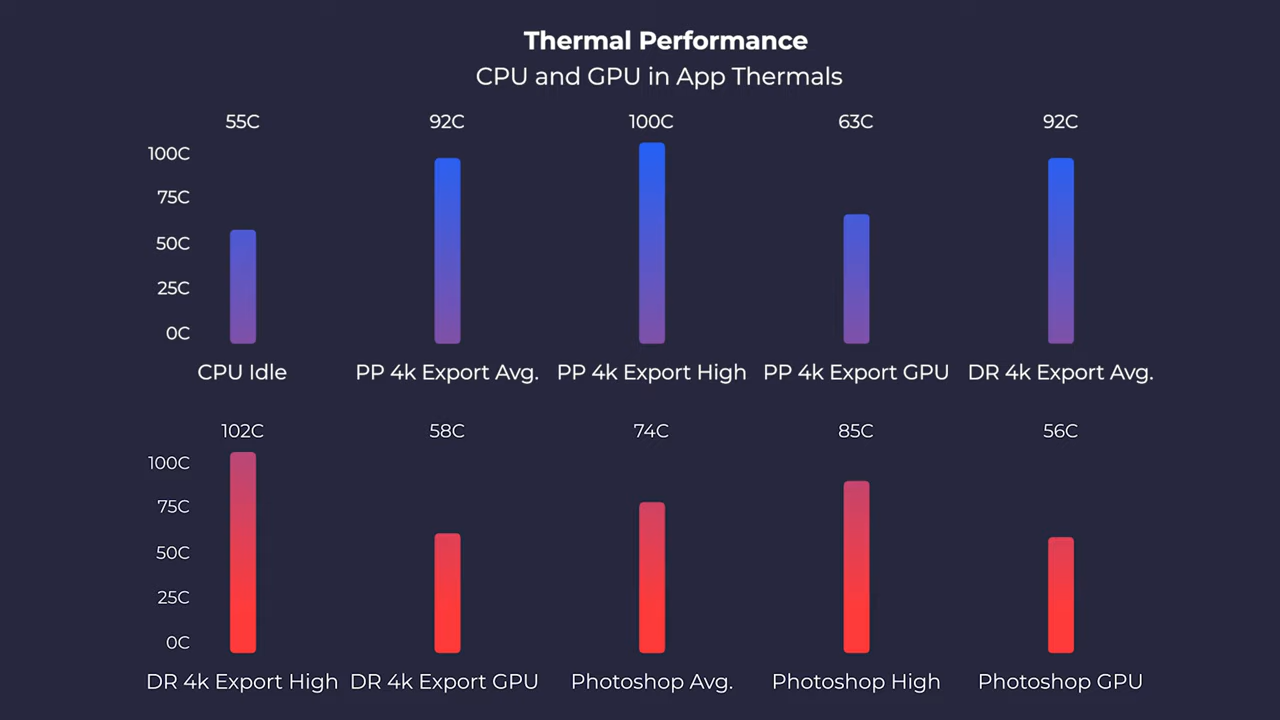 Thermal Performance
CPU and GPU in App Thermals
55C 92C 100C 63C 92C
100C
75C
50C
25C
0C
CPU Idle PP 4k Export Avg. PP 4k Export High PP 4k Export GPU DR 4k Export Avg.
102C 58C 74C 85C 56C
100C
75C
50C
25C
0C
DR 4k Export High DR 4k Export GPU Photoshop Avg. Photoshop High Photoshop GPU